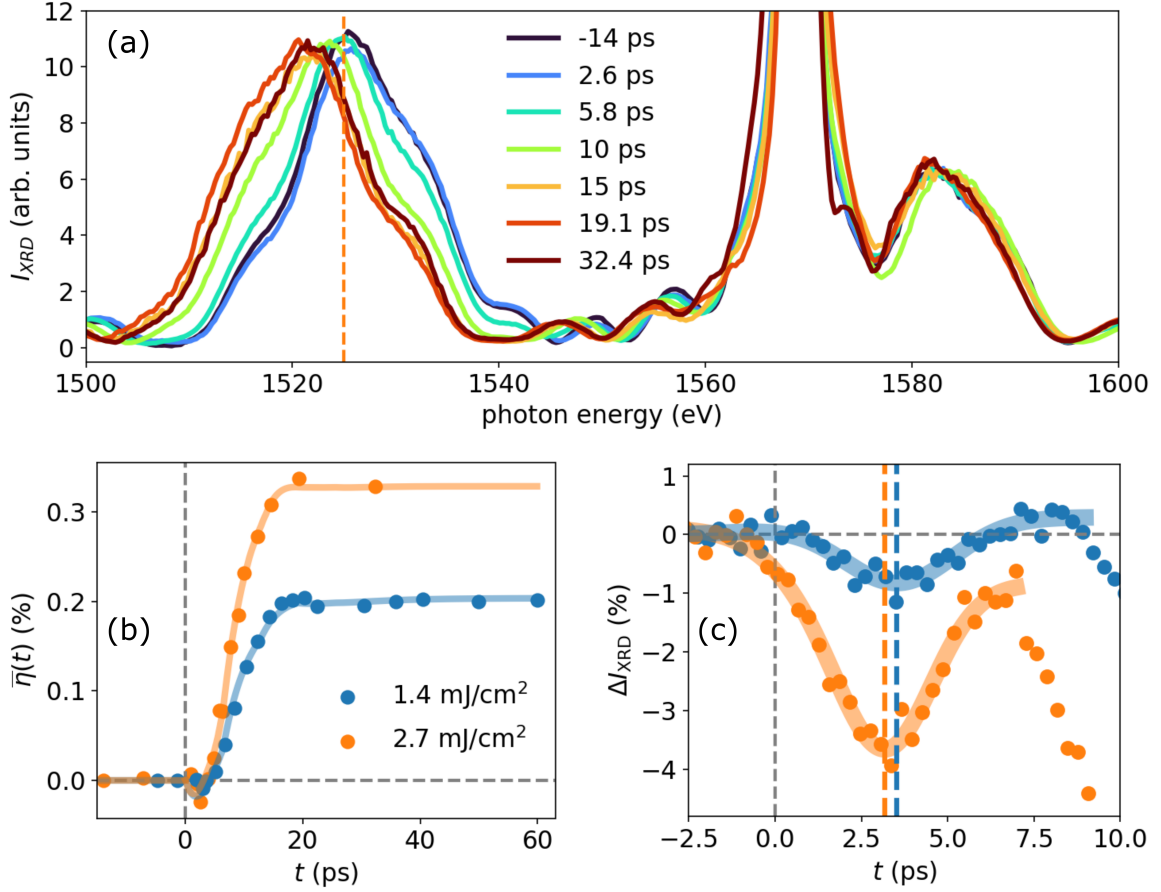 (a)
12
10
8
6
4
2
0
I_XRD (arb. units)
-14 ps
2.6 ps
5.8 ps
10 ps
15 ps
19.1 ps
32.4 ps
1500 1520 1540 1560 1580 1600
photon energy (eV)
(b)
0.3
0.2
0.1
0.0
η̅(t) (%)
1.4 mJ/cm²
2.7 mJ/cm²
0 20 40 60
t (ps)
(c)
1
0
−1
−2
−3
−4
ΔI_XRD (%)
−2.5 0.0 2.5 5.0 7.5 10.0
t (ps)